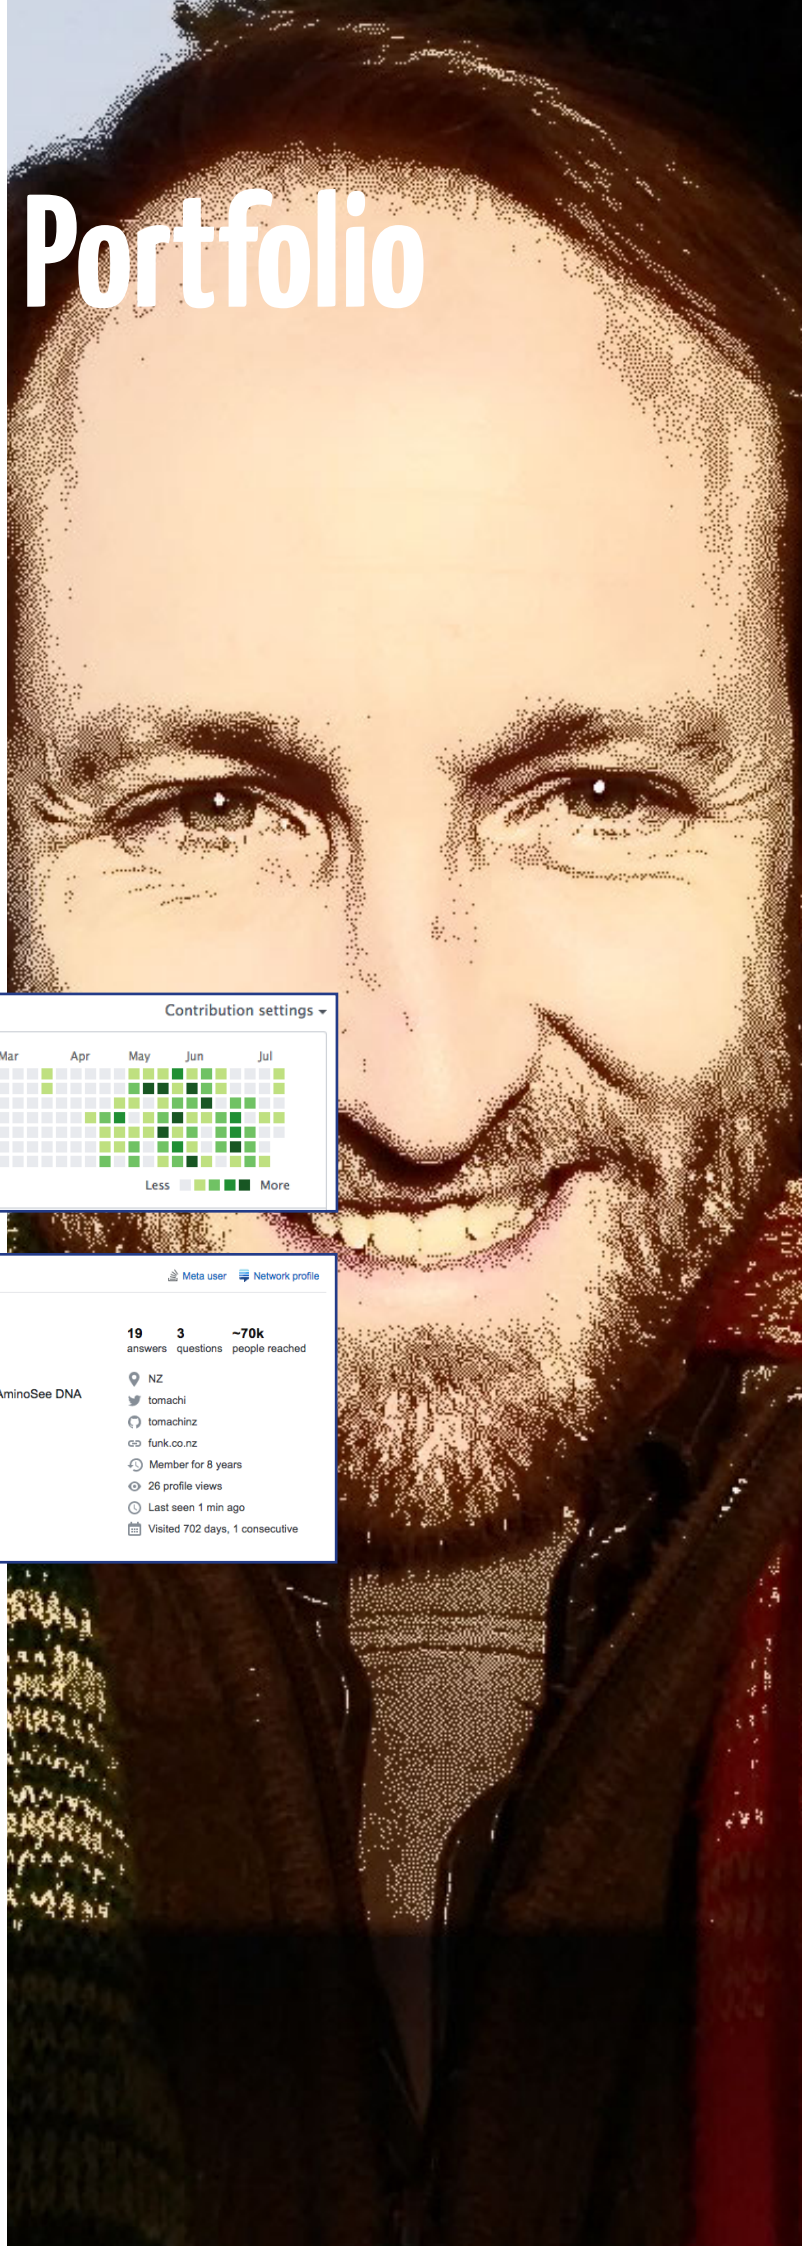 Portfolio
Contribution settings
Mar Apr May Jun Jul
Less More
Meta user Network profile
19 3 ~70k
answers questions people reached
NZ
AminoSee DNA
tomachi
tomachinz
funk.co.nz
Member for 8 years
26 profile views
Last seen 1 min ago
Visited 702 days, 1 consecutive